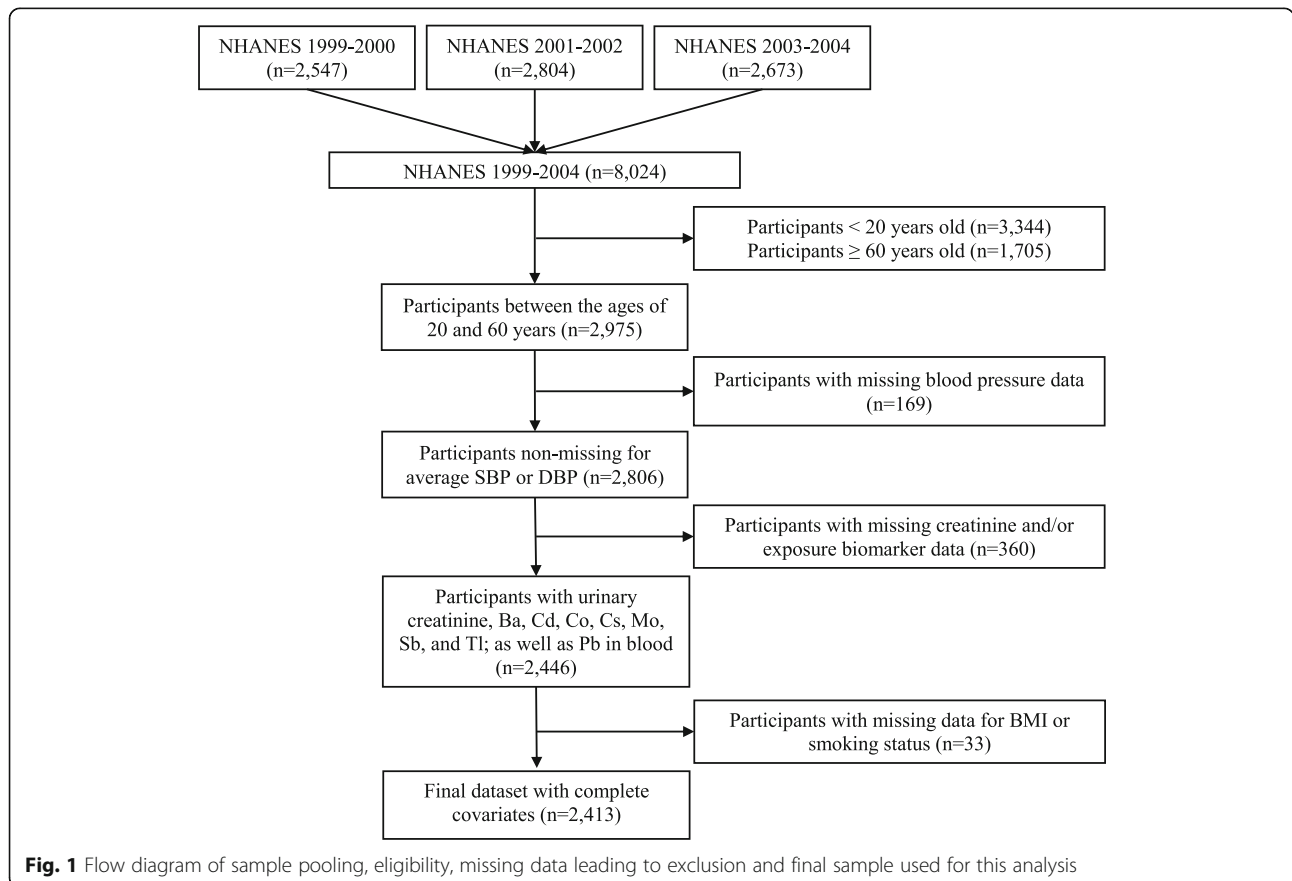 NHANES 1999-2000
(n=2,547)
NHANES 2001-2002
(n=2,804)
NHANES 2003-2004
(n=2,673)
NHANES 1999-2004 (n=8,024)
Participants < 20 years old (n=3,344)
Participants ≥ 60 years old (n=1,705)
Participants between the ages of
20 and 60 years (n=2,975)
Participants with missing blood pressure data
(n=169)
Participants non-missing for
average SBP or DBP (n=2,806)
Participants with missing creatinine and/or
exposure biomarker data (n=360)
Participants with urinary
creatinine, Ba, Cd, Co, Cs, Mo,
Sb, and Tl; as well as Pb in blood
(n=2,446)
Participants with missing data for BMI or
smoking status (n=33)
Final dataset with complete
covariates (n=2,413)
Fig. 1 Flow diagram of sample pooling, eligibility, missing data leading to exclusion and final sample used for this analysis